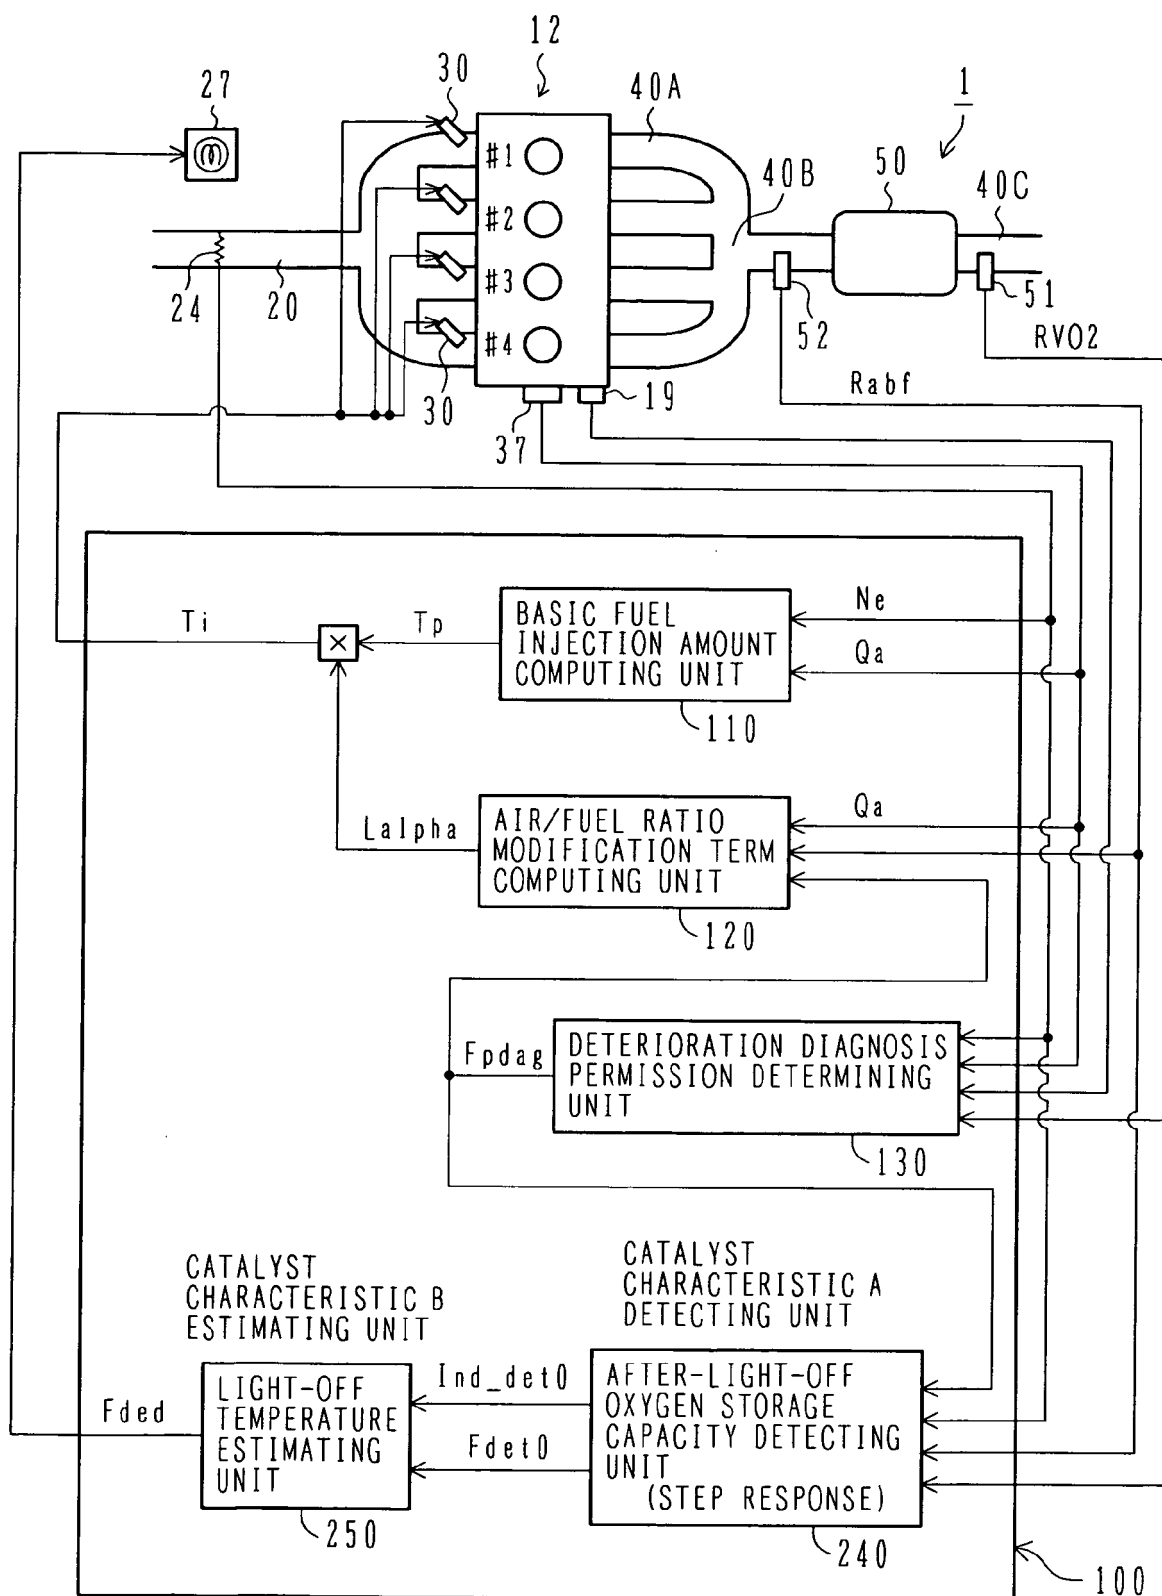 12
30
27
40A
1
#1
40B
50
40C
#2
#3
24
20
52
51
#4
RVO2
30
19
Rabf
37
Ti
Tp
BASIC FUEL
INJECTION AMOUNT
COMPUTING UNIT
Ne
Qa
110
Lalpha
AIR/FUEL RATIO
MODIFICATION TERM
COMPUTING UNIT
Qa
120
Fpdag
DETERIORATION DIAGNOSIS
PERMISSION DETERMINING
UNIT
130
CATALYST
CHARACTERISTIC B
ESTIMATING UNIT
CATALYST
CHARACTERISTIC A
DETECTING UNIT
Fded
LIGHT-OFF
TEMPERATURE
ESTIMATING
UNIT
250
Ind_det0
Fdet0
AFTER-LIGHT-OFF
OXYGEN STORAGE
CAPACITY DETECTING
UNIT
(STEP RESPONSE)
240
100